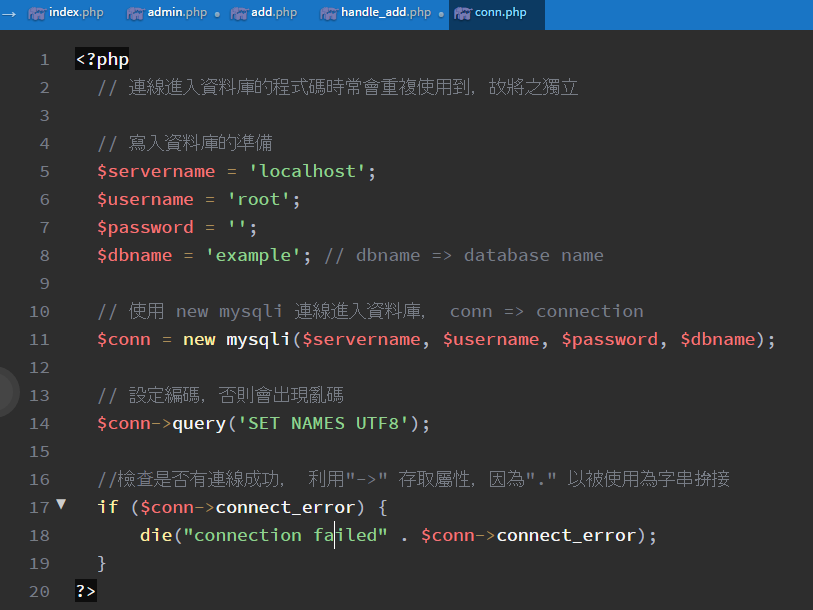 → index.php admin.php • add.php handle_add.php • conn.php
1 <?php
2 // 連線進入資料庫的程式碼時常會重複使用到, 故將之獨立
3
4 // 寫入資料庫的準備
5 $servername = 'localhost';
6 $username = 'root';
7 $password = '';
8 $dbname = 'example'; // dbname => database name
9
10 // 使用 new mysqli 連線進入資料庫, conn => connection
11 $conn = new mysqli($servername, $username, $password, $dbname);
12
13 // 設定編碼, 否則會出現亂碼
14 $conn->query('SET NAMES UTF8');
15
16 //檢查是否有連線成功, 利用"->" 存取屬性, 因為"." 以被使用為字串拚接
17 if ($conn->connect_error) {
18 die("connection failed" . $conn->connect_error);
19 }
20 ?>